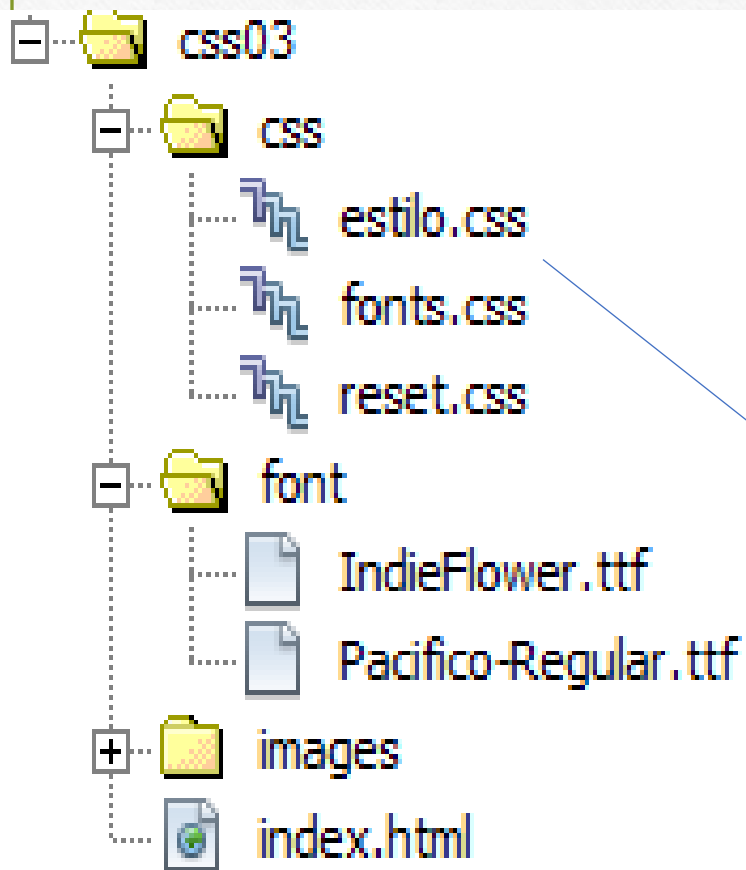 css03
css
estilo.css
fonts.css
reset.css
font
IndieFlower.ttf
Pacifico-Regular.ttf
images
index.html